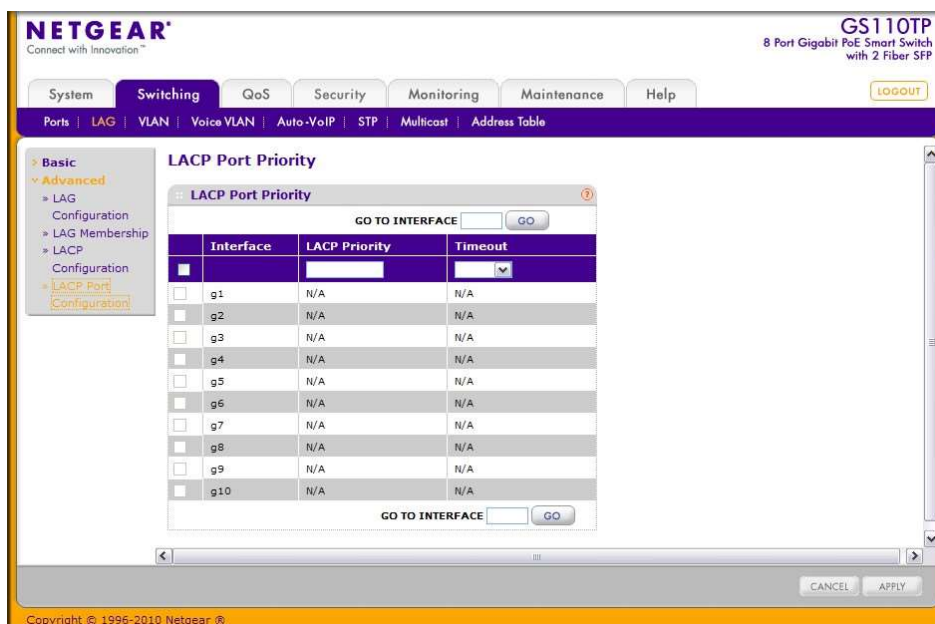 NETGEAR®
Connect with Innovation™
GS110TP
8 Port Gigabit PoE Smart Switch
with 2 Fiber SFP
System Switching QoS Security Monitoring Maintenance Help LOGOUT
Ports | LAG | VLAN | Voice VLAN | Auto-VoIP | STP | Multicast | Address Table
Basic
Advanced
» LAG
Configuration
» LAG Membership
» LACP
Configuration
» LACP Port
Configuration
LACP Port Priority
LACP Port Priority ?
GO TO INTERFACE GO
Interface LACP Priority Timeout
g1 N/A N/A
g2 N/A N/A
g3 N/A N/A
g4 N/A N/A
g5 N/A N/A
g6 N/A N/A
g7 N/A N/A
g8 N/A N/A
g9 N/A N/A
g10 N/A N/A
GO TO INTERFACE GO
CANCEL APPLY
Copyright © 1996-2010 Netgear ®